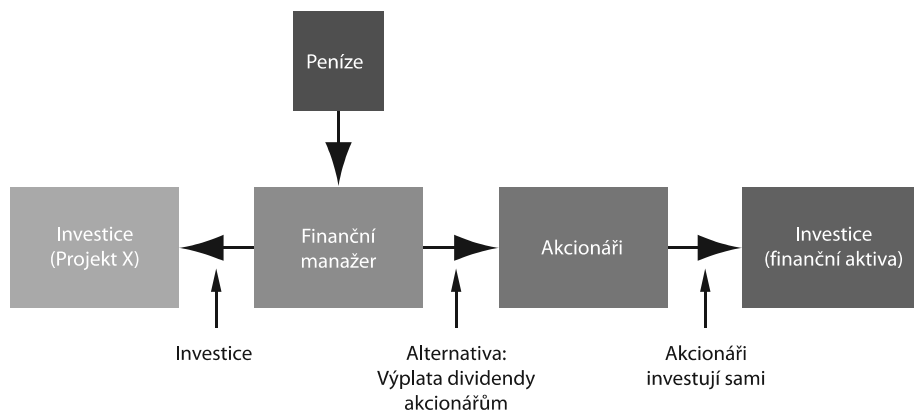 Peníze
Investice
(Projekt X)
Finanční
manažer
Akcionáři
Investice
(finanční aktiva)
Investice
Alternativa:
Výplata dividendy
akcionářům
Akcionáři
investují sami